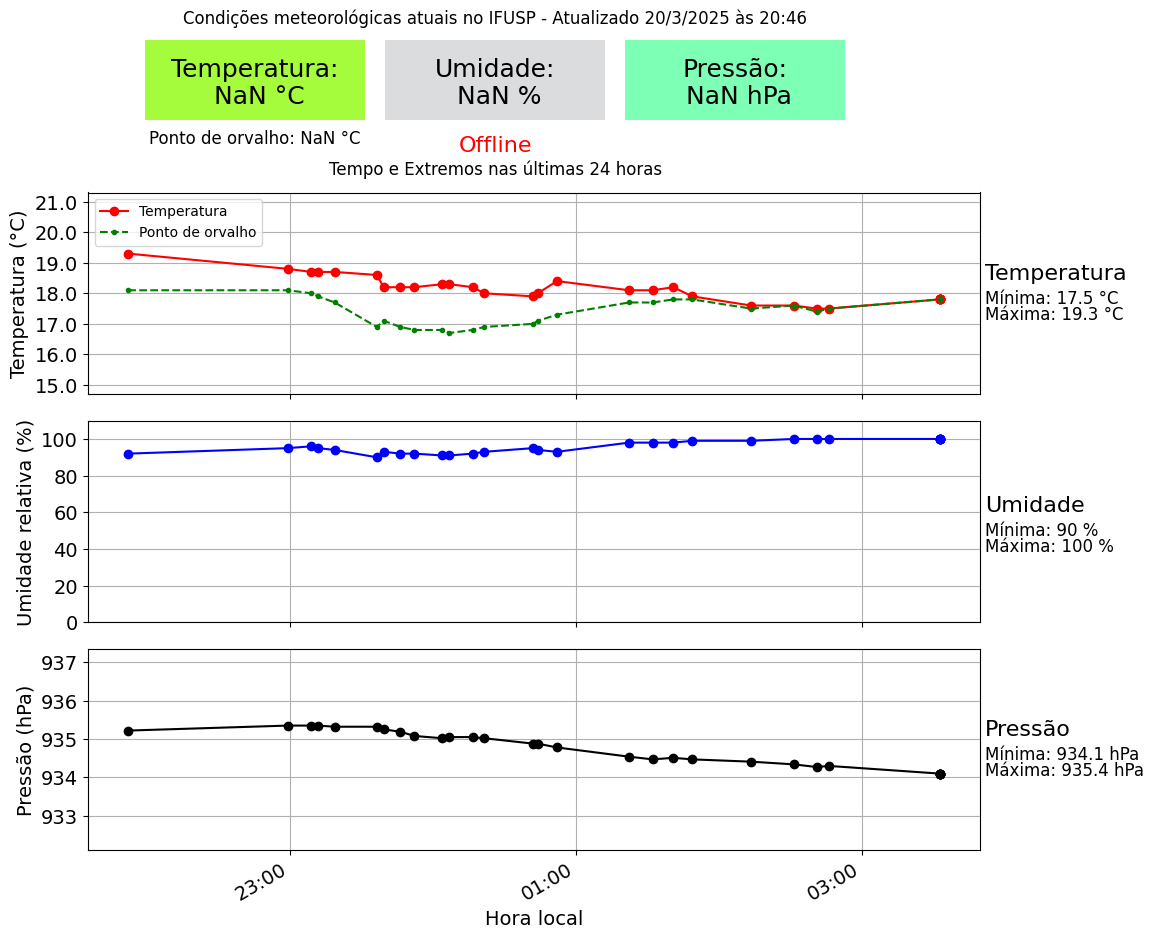 Condições meteorológicas atuais no IFUSP - Atualizado 20/3/2025 às 20:46
Temperatura:
NaN °C
Umidade:
NaN %
Pressão:
NaN hPa
Ponto de orvalho: NaN °C
Offline
Tempo e Extremos nas últimas 24 horas
Temperatura (°C)
21.0
20.0
19.0
18.0
17.0
16.0
15.0
Temperatura
Ponto de orvalho
Temperatura
Mínima: 17.5 °C
Máxima: 19.3 °C
Umidade relativa (%)
100
80
60
40
20
0
Umidade
Mínima: 90 %
Máxima: 100 %
Pressão (hPa)
937
936
935
934
933
Pressão
Mínima: 934.1 hPa
Máxima: 935.4 hPa
23:00
01:00
03:00
Hora local